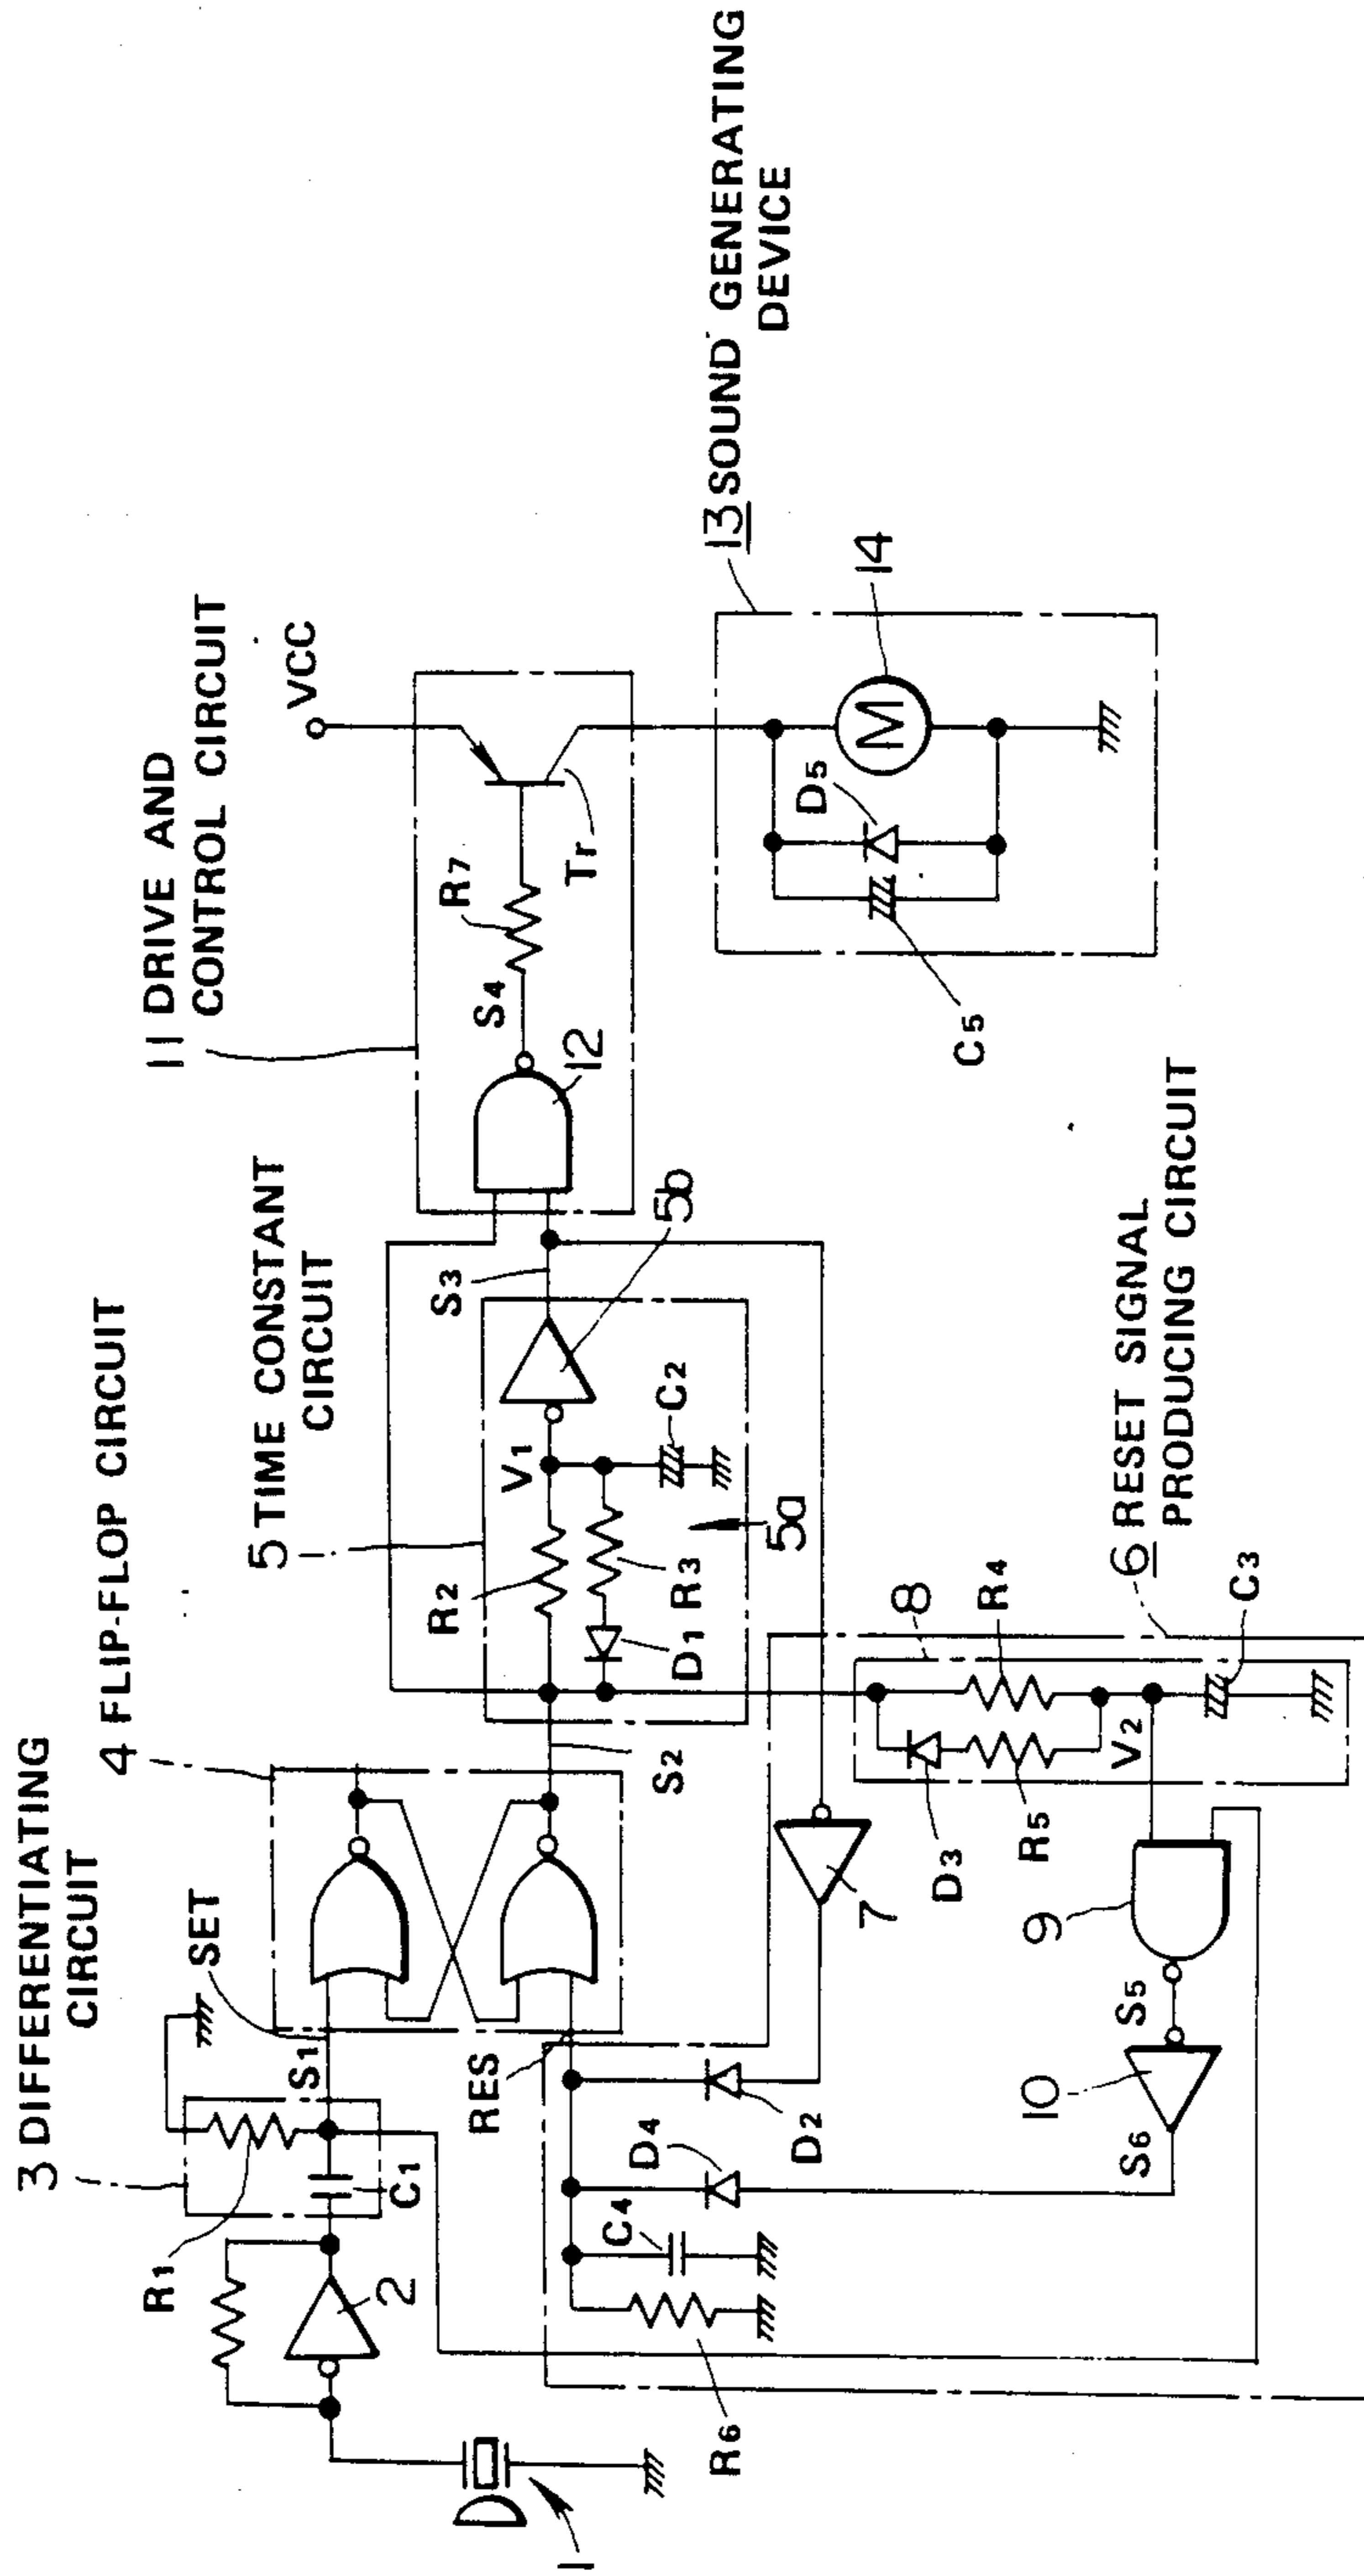 3 DIFFERENTIATING
CIRCUIT
4 FLIP-FLOP CIRCUIT
5 TIME CONSTANT
CIRCUIT
11 DRIVE AND
CONTROL CIRCUIT
VCC
13 SOUND GENERATING
DEVICE
6 RESET SIGNAL
PRODUCING CIRCUIT
SET
R1
S1
C1
2
1
RES
S2
R2
V1
R3
D1
C2
5a
5b
S3
12
S4
R7
Tr
14
M
D5
C5
R6
C4
D4
D2
7
8
R4
D3
R5
V2
C3
9
S5
10
S6